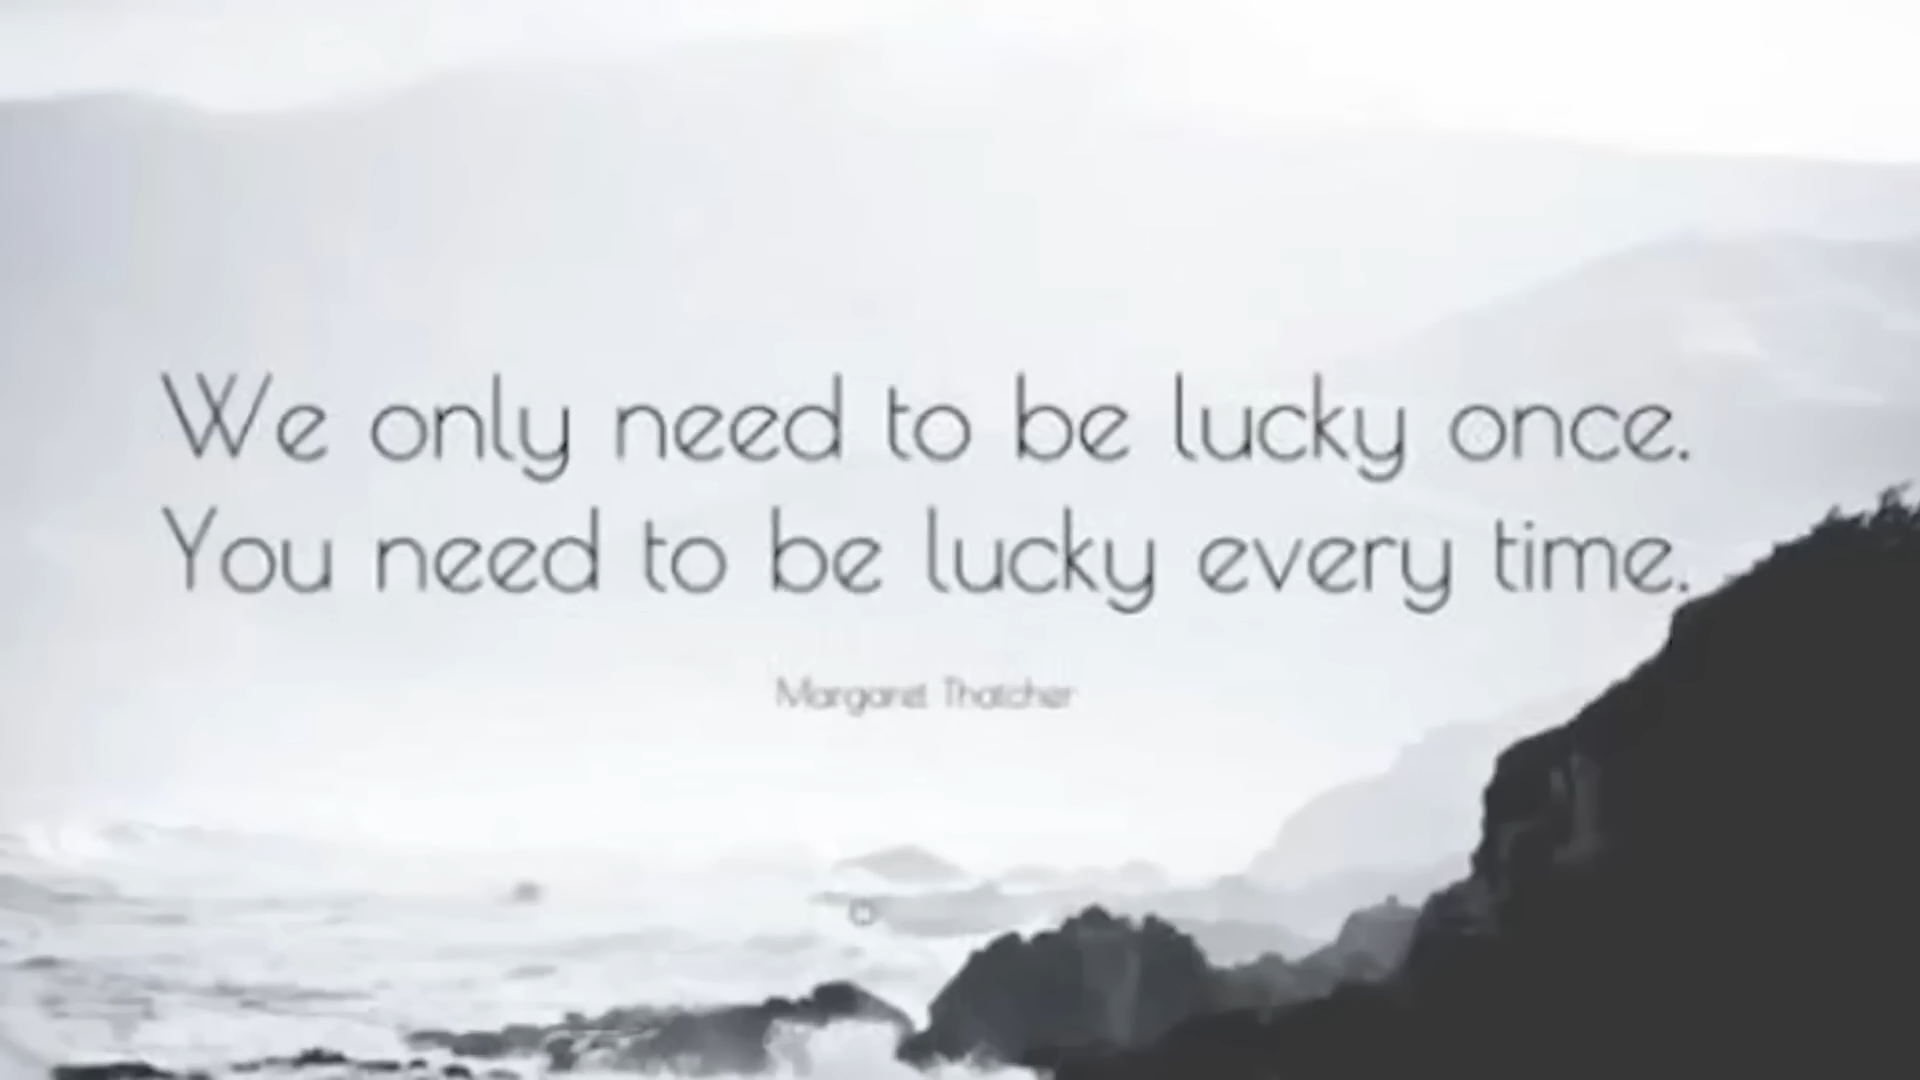 We only need to be lucky once.
You need to be lucky every time.
Margaret Thatcher